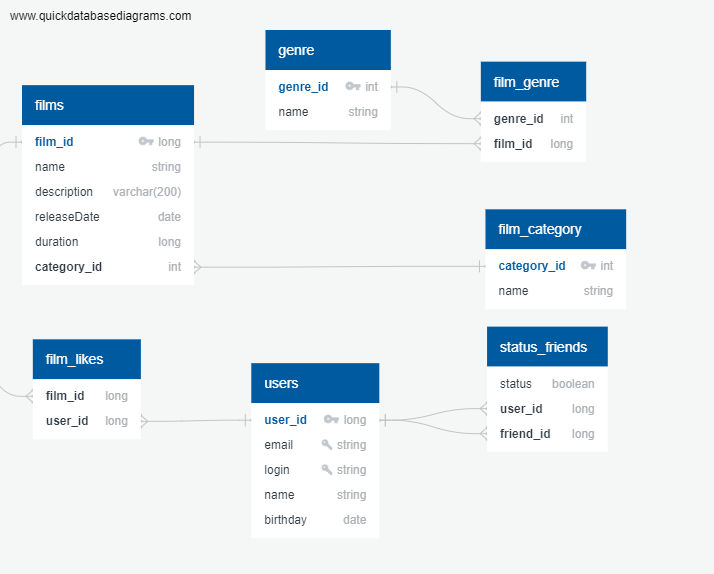 www.quickdatabasediagrams.com
genre
genre_id int
name string
film_genre
genre_id int
film_id long
films
film_id long
name string
description varchar(200)
releaseDate date
duration long
category_id int
film_category
category_id int
name string
film_likes
film_id long
user_id long
users
user_id long
email string
login string
name string
birthday date
status_friends
status boolean
user_id long
friend_id long